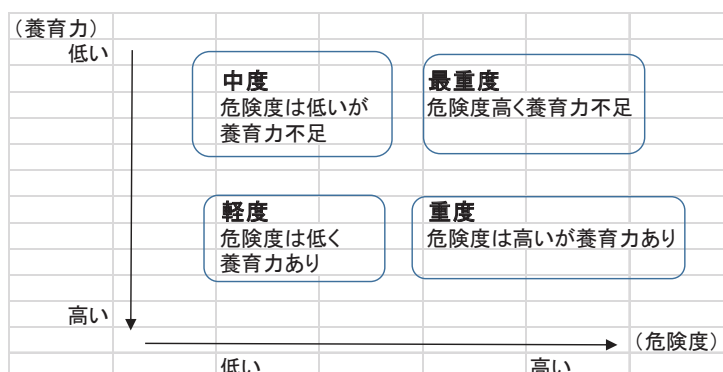 (養育力)
低い
中度
危険度は低いが
養育力不足
最重度
危険度高く養育力不足
軽度
危険度は低く
養育力あり
重度
危険度は高いが養育力あり
高い
(危険度)
低い
高い